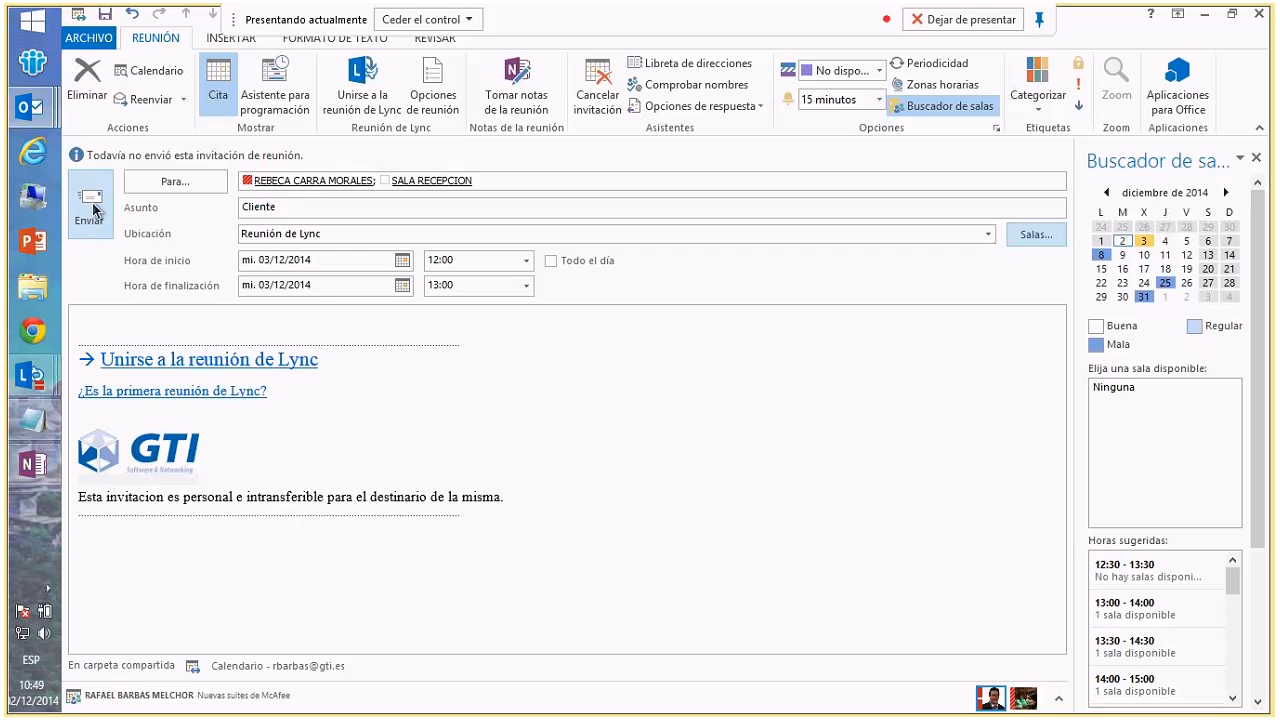 Presentando actualmente
Ceder el control
Dejar de presentar
ARCHIVO REUNIÓN INSERTAR FORMATO DE TEXTO REVISAR
Eliminar
Calendario
Reenviar
Acciones
Cita
Asistente para programación
Mostrar
Unirse a la reunión de Lync
Opciones de reunión
Reunión de Lync
Tomar notas de la reunión
Notas de la reunión
Cancelar invitación
Libreta de direcciones
Comprobar nombres
Opciones de respuesta
Asistentes
No dispo...
15 minutos
Periodicidad
Zonas horarias
Buscador de salas
Opciones
Categorizar
Etiquetas
Zoom
Zoom
Aplicaciones para Office
Aplicaciones
Todavía no envió esta invitación de reunión.
Enviar
Para...
REBECA CARRA MORALES; SALA RECEPCION
Asunto
Cliente
Ubicación
Reunión de Lync
Salas...
Hora de inicio
mi. 03/12/2014
12:00
Todo el día
Hora de finalización
mi. 03/12/2014
13:00
→ Unirse a la reunión de Lync
¿Es la primera reunión de Lync?
GTI
Software & Networking
Esta invitacion es personal e intransferible para el destinario de la misma.
En carpeta compartida
Calendario - rbarbas@gti.es
RAFAEL BARBAS MELCHOR Nuevas suites de McAfee
Buscador de sa...
diciembre de 2014
L M X J V S D
24 25 26 27 28 29 30
1 2 3 4 5 6 7
8 9 10 11 12 13 14
15 16 17 18 19 20 21
22 23 24 25 26 27 28
29 30 31 1 2 3 4
Buena
Regular
Mala
Elija una sala disponible:
Ninguna
Horas sugeridas:
12:30 - 13:30
No hay salas disponi...
13:00 - 14:00
1 sala disponible
13:30 - 14:30
1 sala disponible
14:00 - 15:00
1 sala disponible
ESP
10:49
02/12/2014